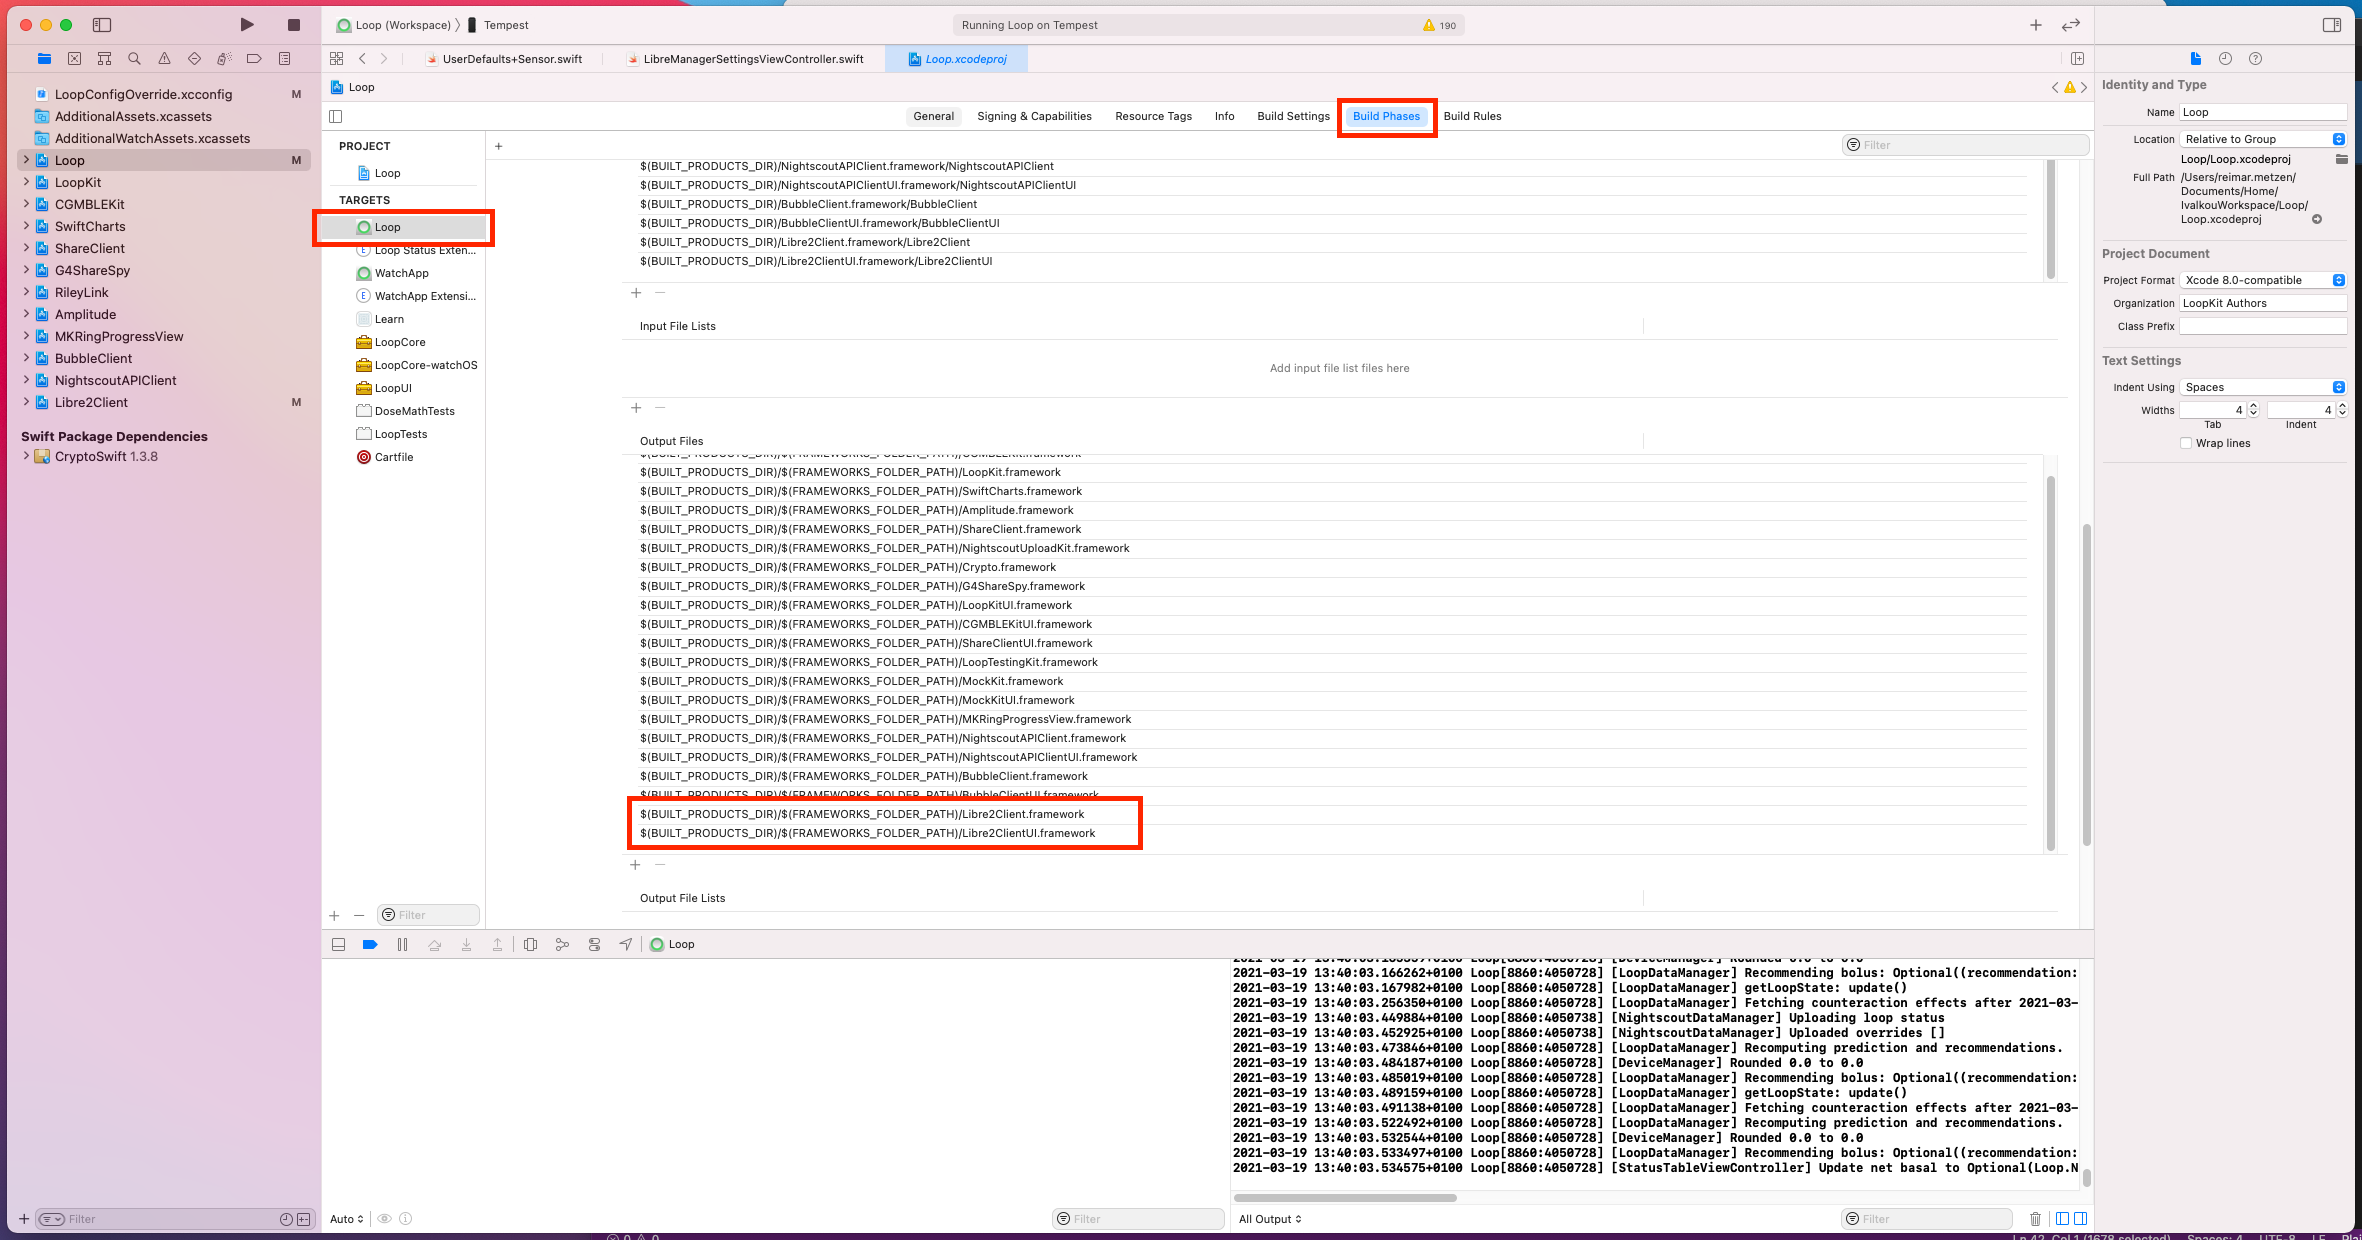 Loop (Workspace) 〉 Tempest
Running Loop on Tempest
190
UserDefaults+Sensor.swift
LibreManagerSettingsViewController.swift
Loop.xcodeproj
Loop
General
Signing & Capabilities
Resource Tags
Info
Build Settings
Build Phases
Build Rules
LoopConfigOverride.xcconfig M
AdditionalAssets.xcassets
AdditionalWatchAssets.xcassets
Loop M
LoopKit
CGMBLEKit
SwiftCharts
ShareClient
G4ShareSpy
RileyLink
Amplitude
MKRingProgressView
BubbleClient
NightscoutAPIClient
Libre2Client M
Swift Package Dependencies
CryptoSwift 1.3.8
Filter
PROJECT
Loop
TARGETS
Loop
Loop Status Exten...
WatchApp
WatchApp Extensi...
Learn
LoopCore
LoopCore-watchOS
LoopUI
DoseMathTests
LoopTests
Cartfile
Filter
Filter
$(BUILT_PRODUCTS_DIR)/NightscoutAPIClient.framework/NightscoutAPIClient
$(BUILT_PRODUCTS_DIR)/NightscoutAPIClientUI.framework/NightscoutAPIClientUI
$(BUILT_PRODUCTS_DIR)/BubbleClient.framework/BubbleClient
$(BUILT_PRODUCTS_DIR)/BubbleClientUI.framework/BubbleClientUI
$(BUILT_PRODUCTS_DIR)/Libre2Client.framework/Libre2Client
$(BUILT_PRODUCTS_DIR)/Libre2ClientUI.framework/Libre2ClientUI
Input File Lists
Add input file list files here
Output Files
$(BUILT_PRODUCTS_DIR)/$(FRAMEWORKS_FOLDER_PATH)/CGMBLEKit.framework
$(BUILT_PRODUCTS_DIR)/$(FRAMEWORKS_FOLDER_PATH)/LoopKit.framework
$(BUILT_PRODUCTS_DIR)/$(FRAMEWORKS_FOLDER_PATH)/SwiftCharts.framework
$(BUILT_PRODUCTS_DIR)/$(FRAMEWORKS_FOLDER_PATH)/Amplitude.framework
$(BUILT_PRODUCTS_DIR)/$(FRAMEWORKS_FOLDER_PATH)/ShareClient.framework
$(BUILT_PRODUCTS_DIR)/$(FRAMEWORKS_FOLDER_PATH)/NightscoutUploadKit.framework
$(BUILT_PRODUCTS_DIR)/$(FRAMEWORKS_FOLDER_PATH)/Crypto.framework
$(BUILT_PRODUCTS_DIR)/$(FRAMEWORKS_FOLDER_PATH)/G4ShareSpy.framework
$(BUILT_PRODUCTS_DIR)/$(FRAMEWORKS_FOLDER_PATH)/LoopKitUI.framework
$(BUILT_PRODUCTS_DIR)/$(FRAMEWORKS_FOLDER_PATH)/CGMBLEKitUI.framework
$(BUILT_PRODUCTS_DIR)/$(FRAMEWORKS_FOLDER_PATH)/ShareClientUI.framework
$(BUILT_PRODUCTS_DIR)/$(FRAMEWORKS_FOLDER_PATH)/LoopTestingKit.framework
$(BUILT_PRODUCTS_DIR)/$(FRAMEWORKS_FOLDER_PATH)/MockKit.framework
$(BUILT_PRODUCTS_DIR)/$(FRAMEWORKS_FOLDER_PATH)/MockKitUI.framework
$(BUILT_PRODUCTS_DIR)/$(FRAMEWORKS_FOLDER_PATH)/MKRingProgressView.framework
$(BUILT_PRODUCTS_DIR)/$(FRAMEWORKS_FOLDER_PATH)/NightscoutAPIClient.framework
$(BUILT_PRODUCTS_DIR)/$(FRAMEWORKS_FOLDER_PATH)/NightscoutAPIClientUI.framework
$(BUILT_PRODUCTS_DIR)/$(FRAMEWORKS_FOLDER_PATH)/BubbleClient.framework
$(BUILT_PRODUCTS_DIR)/$(FRAMEWORKS_FOLDER_PATH)/BubbleClientUI.framework
$(BUILT_PRODUCTS_DIR)/$(FRAMEWORKS_FOLDER_PATH)/Libre2Client.framework
$(BUILT_PRODUCTS_DIR)/$(FRAMEWORKS_FOLDER_PATH)/Libre2ClientUI.framework
Output File Lists
Loop
2021-03-19 13:40:03.166262+0100 Loop[8860:4050728] [LoopDataManager] Recommending bolus: Optional((recommendation:
2021-03-19 13:40:03.167982+0100 Loop[8860:4050728] [LoopDataManager] getLoopState: update()
2021-03-19 13:40:03.256350+0100 Loop[8860:4050728] [LoopDataManager] Fetching counteraction effects after 2021-03-
2021-03-19 13:40:03.449884+0100 Loop[8860:4050738] [NightscoutDataManager] Uploading loop status
2021-03-19 13:40:03.452925+0100 Loop[8860:4050738] [NightscoutDataManager] Uploaded overrides []
2021-03-19 13:40:03.473846+0100 Loop[8860:4050728] [LoopDataManager] Recomputing prediction and recommendations.
2021-03-19 13:40:03.484187+0100 Loop[8860:4050728] [DeviceManager] Rounded 0.0 to 0.0
2021-03-19 13:40:03.485019+0100 Loop[8860:4050728] [LoopDataManager] Recommending bolus: Optional((recommendation:
2021-03-19 13:40:03.489159+0100 Loop[8860:4050728] [LoopDataManager] getLoopState: update()
2021-03-19 13:40:03.491138+0100 Loop[8860:4050728] [LoopDataManager] Fetching counteraction effects after 2021-03-
2021-03-19 13:40:03.522492+0100 Loop[8860:4050728] [LoopDataManager] Recomputing prediction and recommendations.
2021-03-19 13:40:03.532544+0100 Loop[8860:4050728] [DeviceManager] Rounded 0.0 to 0.0
2021-03-19 13:40:03.533497+0100 Loop[8860:4050728] [LoopDataManager] Recommending bolus: Optional((recommendation:
2021-03-19 13:40:03.534575+0100 Loop[8860:4050728] [StatusTableViewController] Update net basal to Optional(Loop.N
Auto
Filter
All Output
Filter
Identity and Type
Name Loop
Location Relative to Group
Loop/Loop.xcodeproj
Full Path /Users/reimar.metzen/
Documents/Home/
IvalkouWorkspace/Loop/
Loop.xcodeproj
Project Document
Project Format Xcode 8.0-compatible
Organization LoopKit Authors
Class Prefix
Text Settings
Indent Using Spaces
Widths 4 4
Tab Indent
Wrap lines